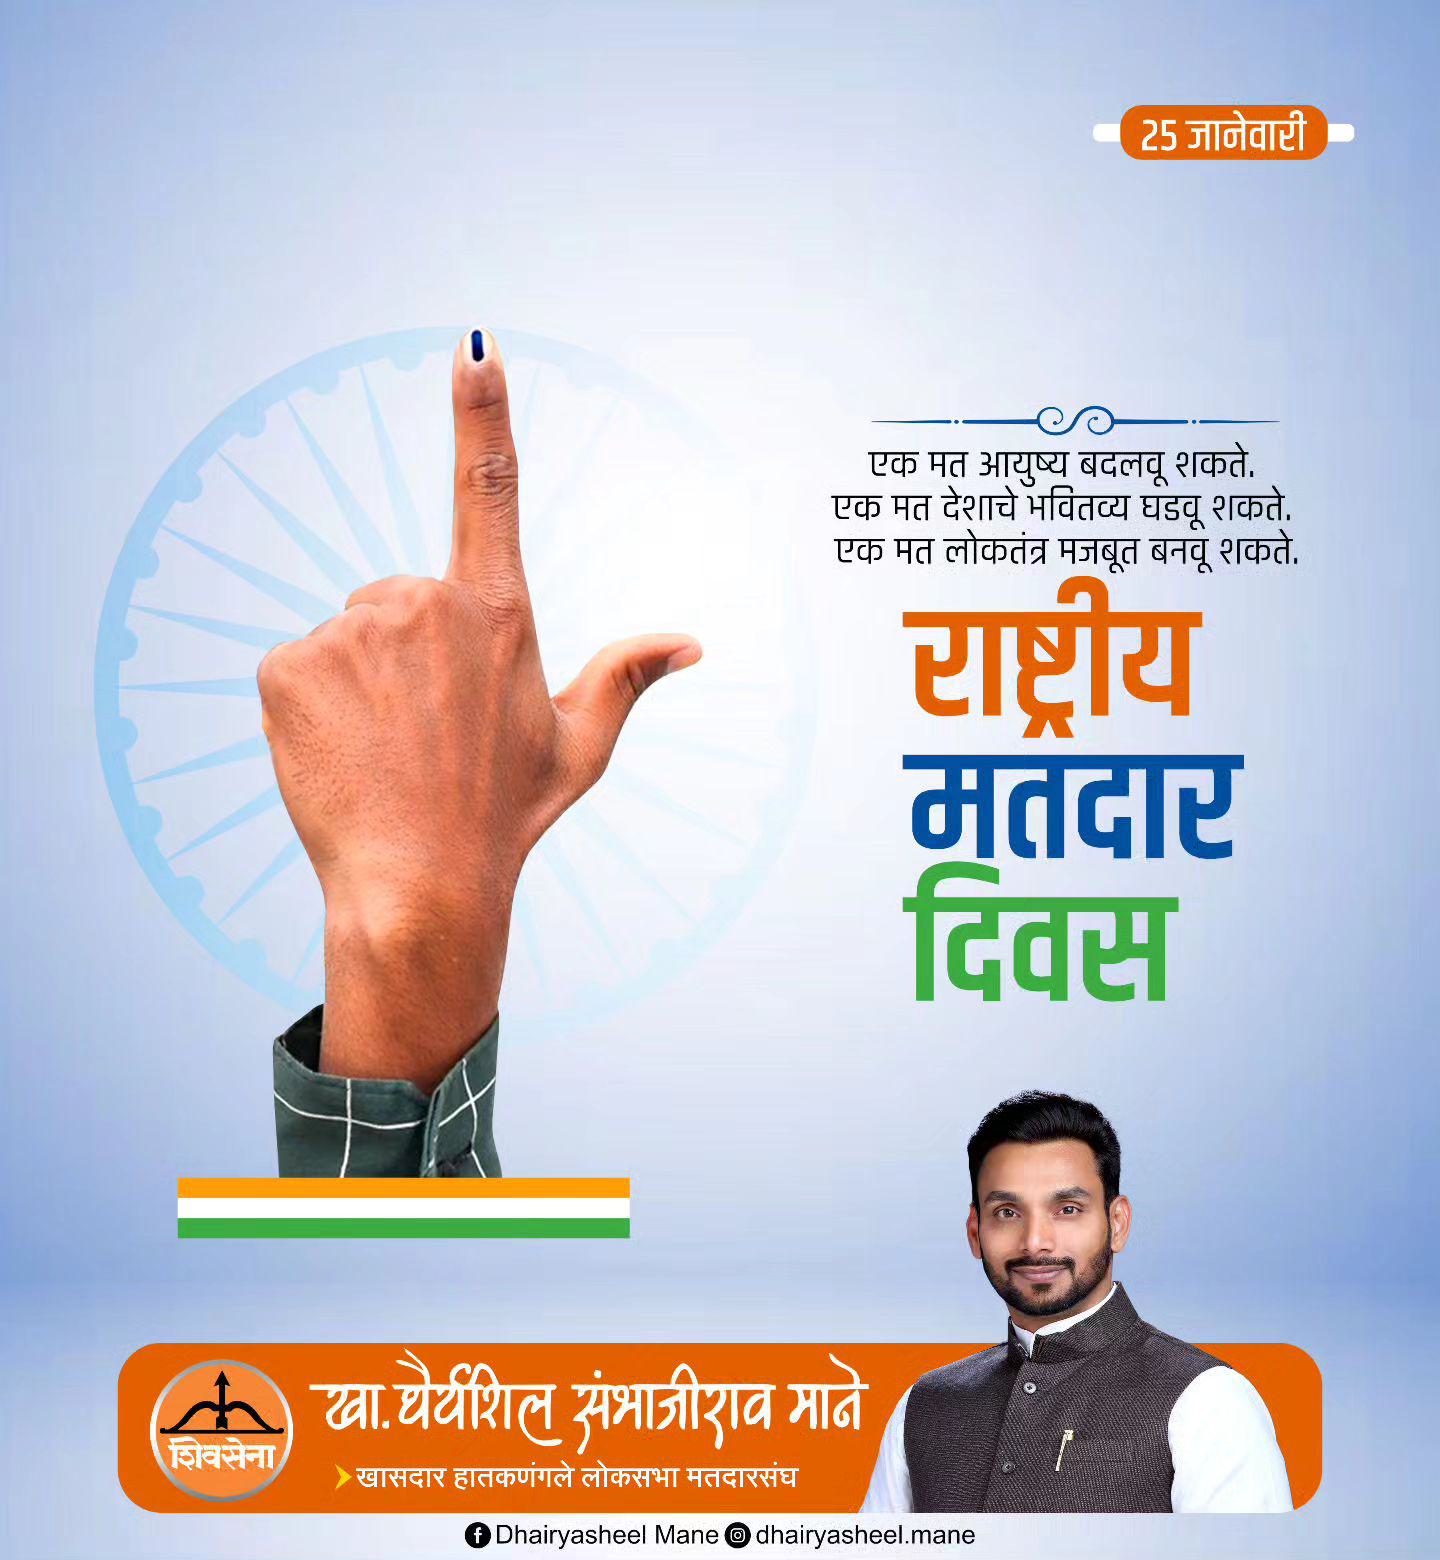 25 जानेवारी
एक मत आयुष्य बदलवू शकते.
एक मत देशाचे भवितव्य घडवू शकते.
एक मत लोकतंत्र मजबूत बनवू शकते.
राष्ट्रीय
मतदार
दिवस
खा. धैर्यशिल संभाजीराव माने
शिवसेना
खासदार हातकणंगले लोकसभा मतदारसंघ
Dhairyasheel Mane dhairyasheel.mane